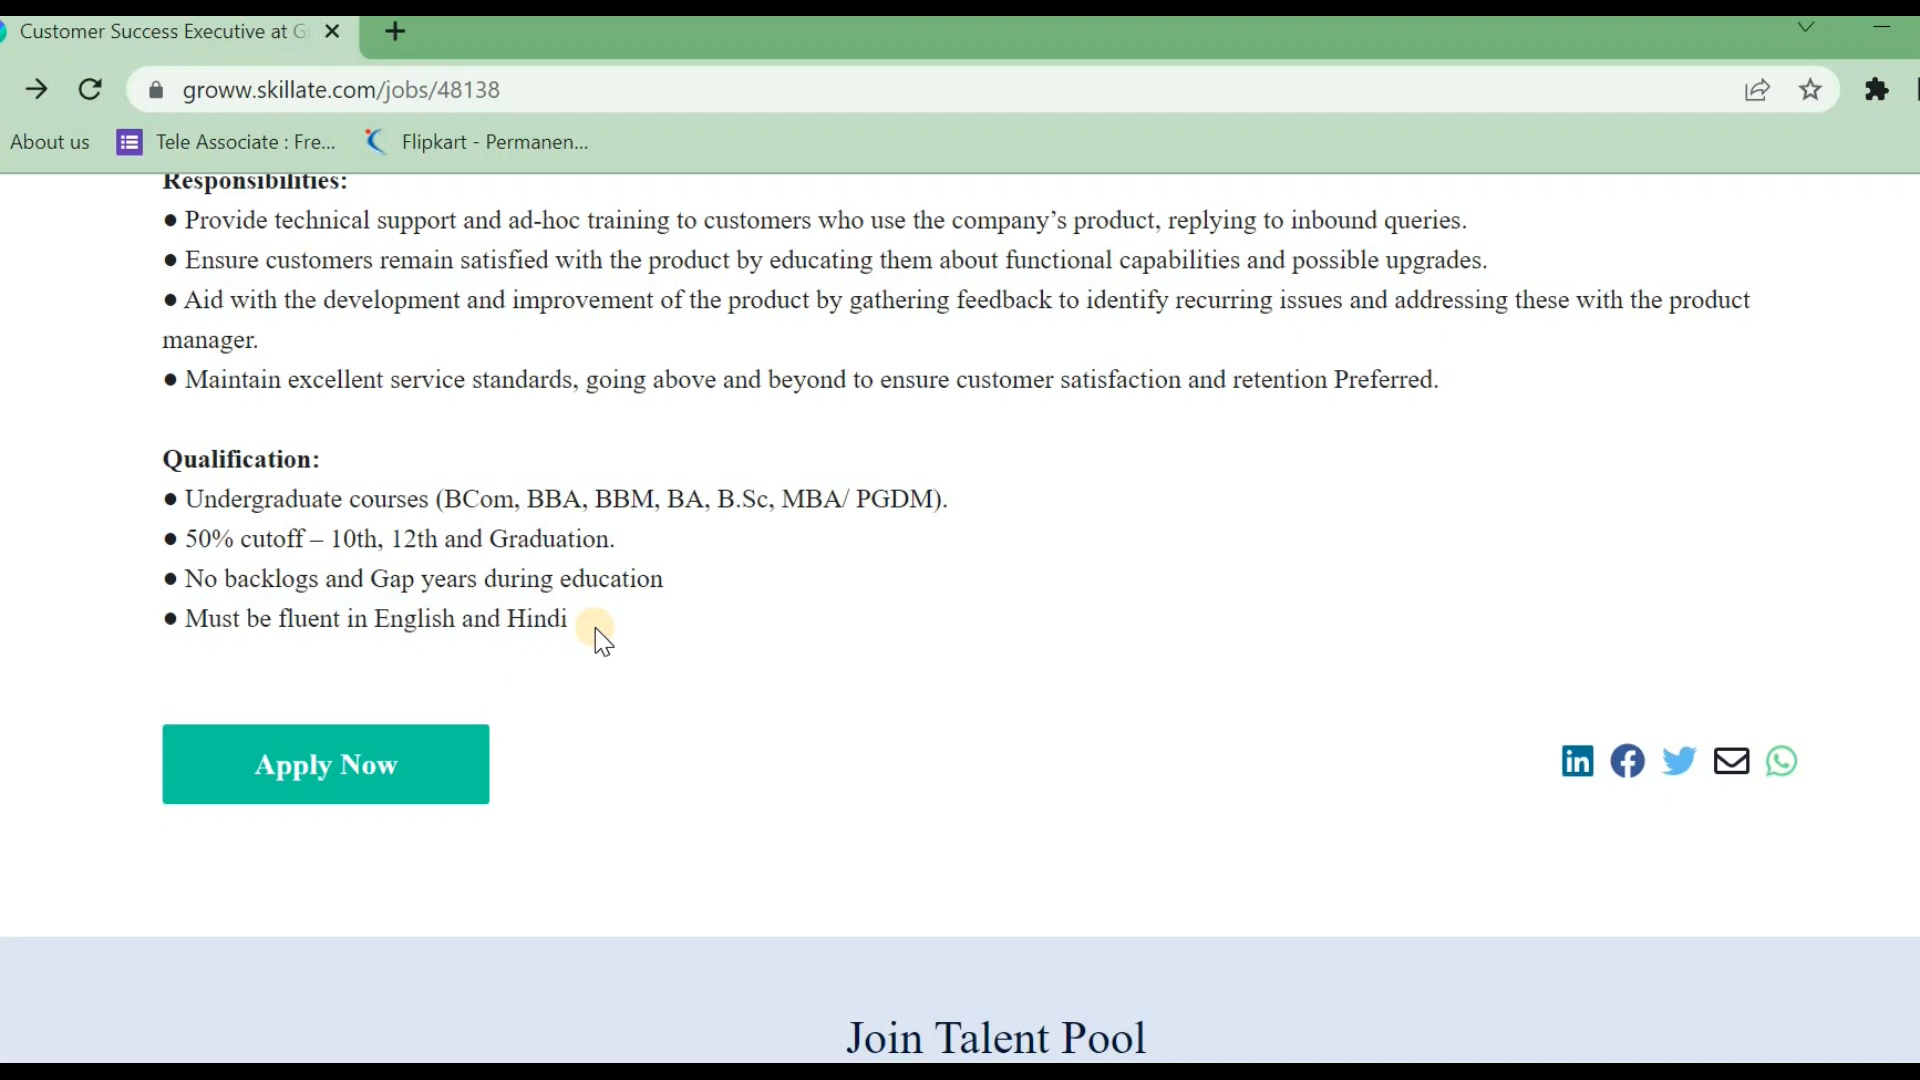 Customer Success Executive at G
groww.skillate.com/jobs/48138
About us
Tele Associate : Fre...
Flipkart - Permanen...
Responsibilities:
● Provide technical support and ad-hoc training to customers who use the company’s product, replying to inbound queries.
● Ensure customers remain satisfied with the product by educating them about functional capabilities and possible upgrades.
● Aid with the development and improvement of the product by gathering feedback to identify recurring issues and addressing these with the product
manager.
● Maintain excellent service standards, going above and beyond to ensure customer satisfaction and retention Preferred.
Qualification:
● Undergraduate courses (BCom, BBA, BBM, BA, B.Sc, MBA/ PGDM).
● 50% cutoff – 10th, 12th and Graduation.
● No backlogs and Gap years during education
● Must be fluent in English and Hindi
Apply Now
in
Join Talent Pool